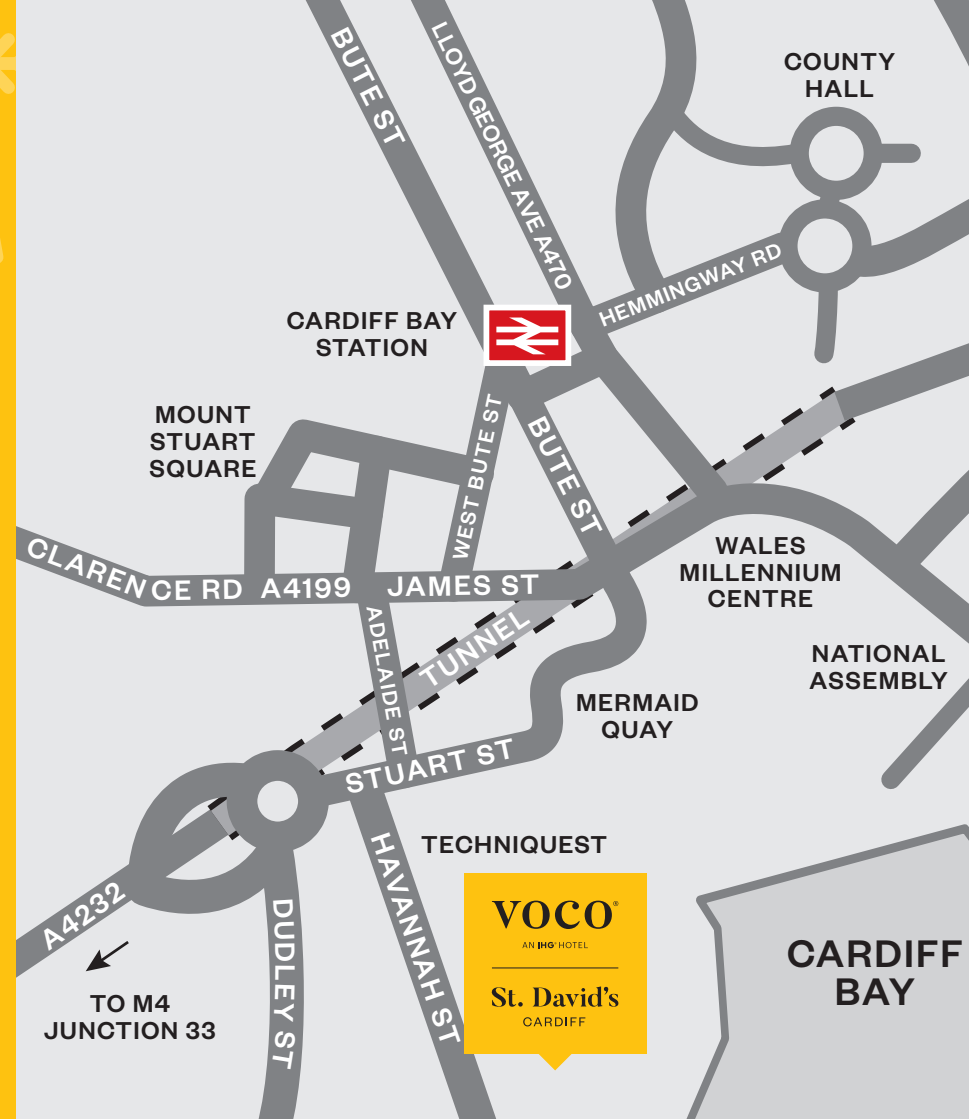 BUTE ST
LLOYD GEORGE AVE A470
COUNTY
HALL
HEMMINGWAY RD
CARDIFF BAY
STATION
MOUNT
STUART
SQUARE
WEST BUTE ST
BUTE ST
CLARENCE RD A4199 JAMES ST
WALES
MILLENNIUM
CENTRE
ADELAIDE ST
TUNNEL
NATIONAL
ASSEMBLY
MERMAID
QUAY
STUART ST
TECHNIQUEST
HAVANNAH ST
A4232
DUDLEY ST
VOCO®
AN IHG® HOTEL
St. David's
CARDIFF
CARDIFF
BAY
TO M4
JUNCTION 33